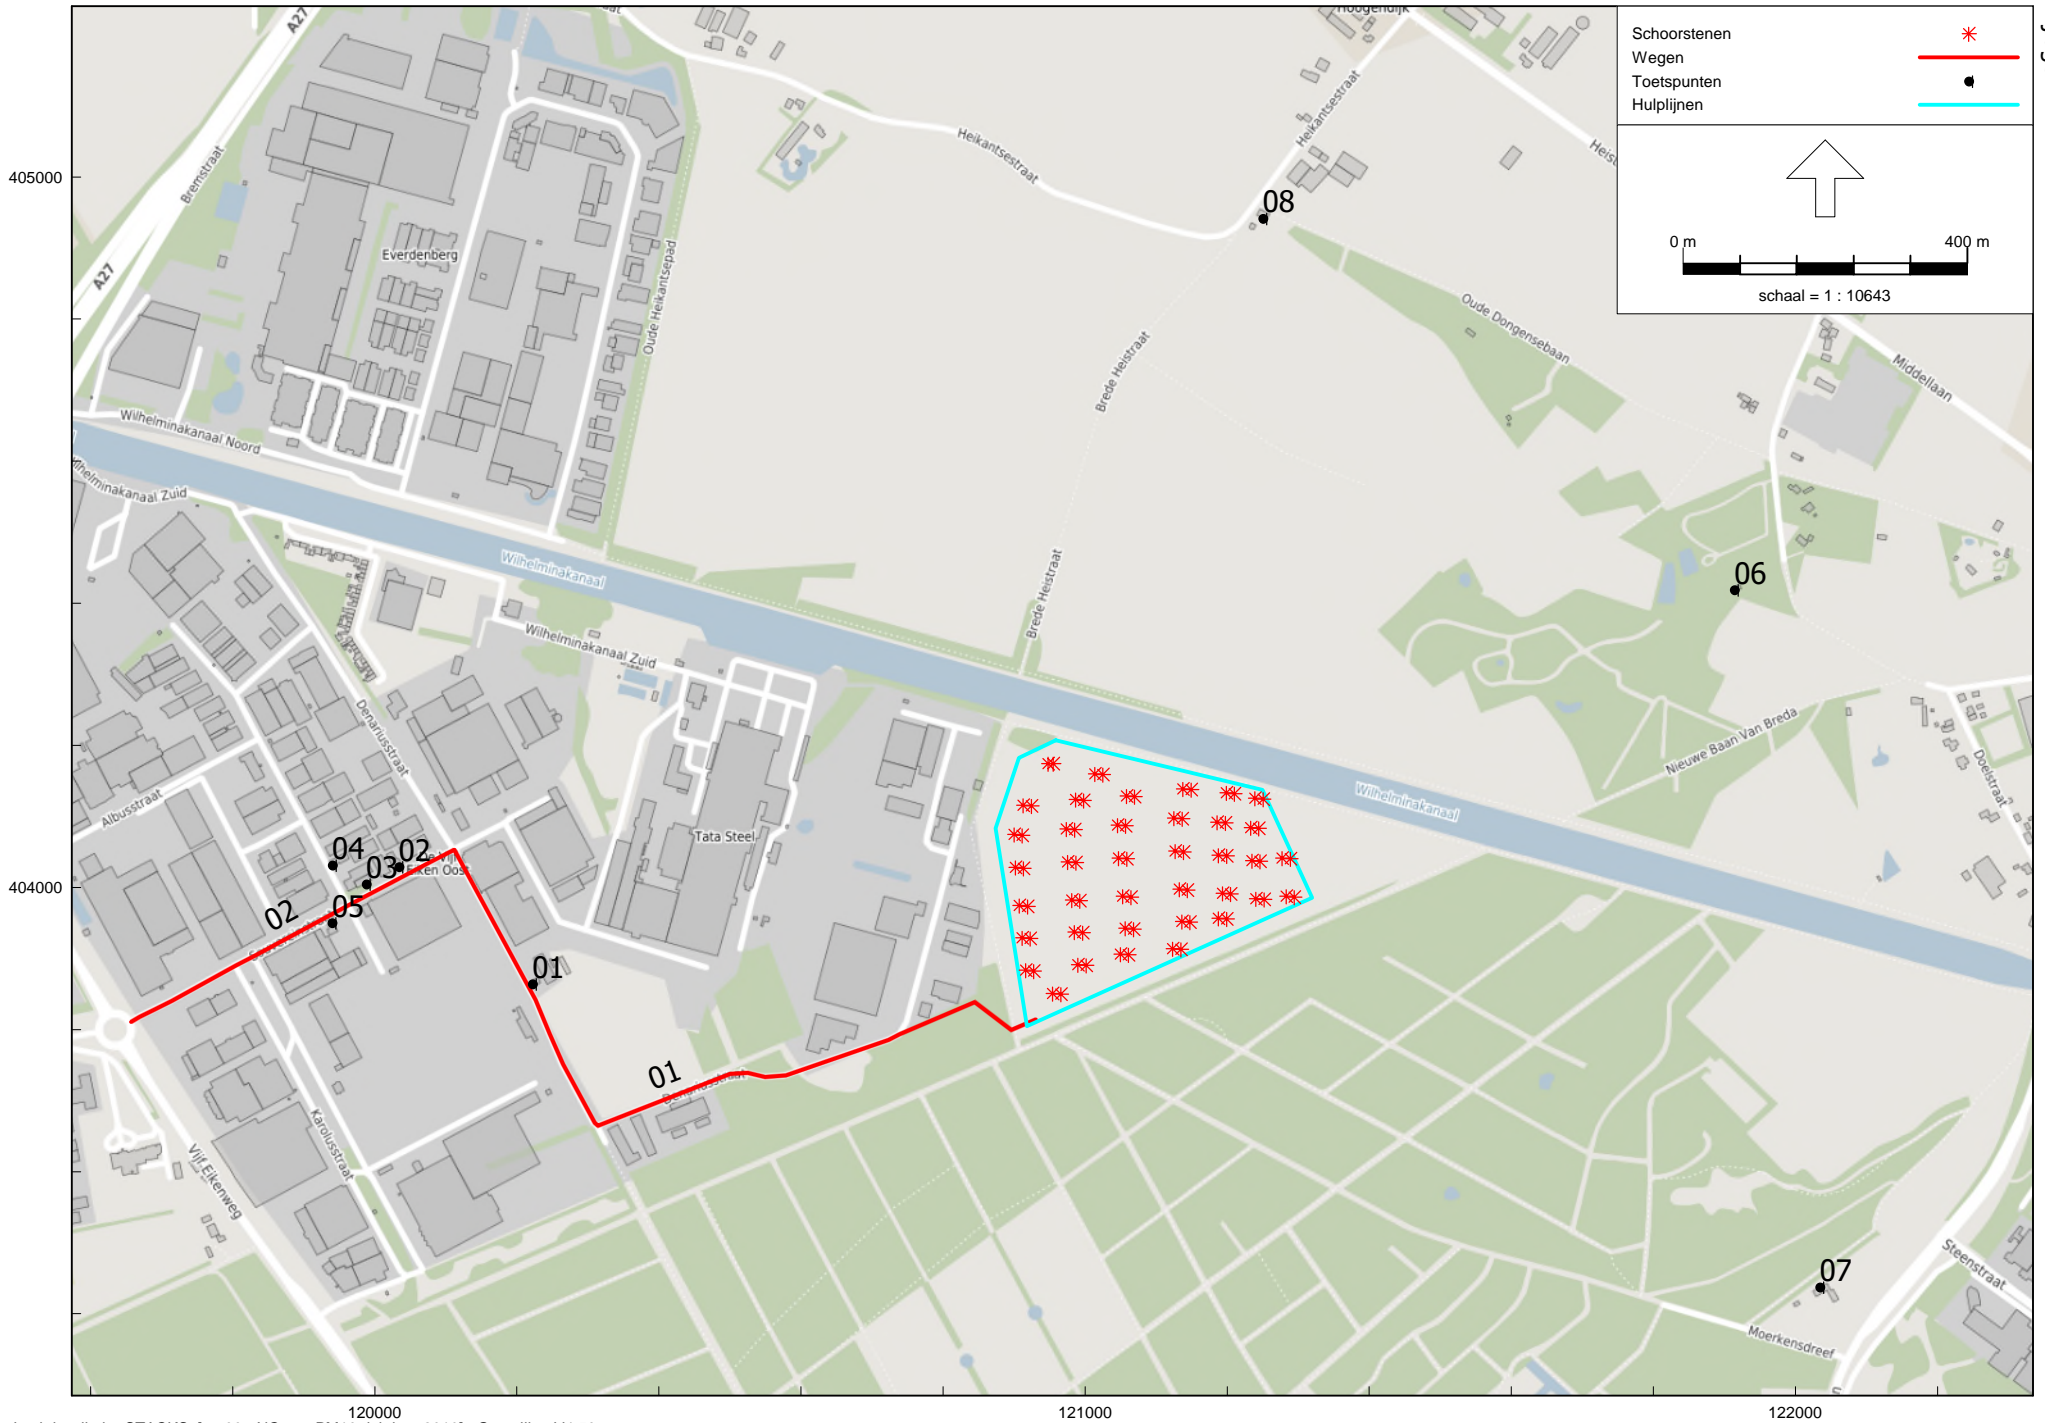 Hoogendijk
A27
Schoorstenen
Wegen
Toetspunten
Hulplijnen
0 m
400 m
schaal = 1 : 10643
Bremstraat
Heikantsestraat
Heikantsestraat
405000
08
Everdenberg
A27
Oude Heikantsepad
Oude Dongensebaan
Middellaan
Brede Heistraat
Wilhelminakanaal Noord
Wilhelminakanaal
Brede Heistraat
06
Wilhelminakanaal Zuid
Denariusstraat
Nieuwe Baan Van Breda
Doelstraat
Albusstraat
Tata Steel
Wilhelminakanaal
04
02
03
Eiken Oost
404000
02
05
01
01
Denariusstraat
Karolusstraat
Vijf Eikenweg
07
Steenstraat
Moerkensdreef
120000
121000
122000